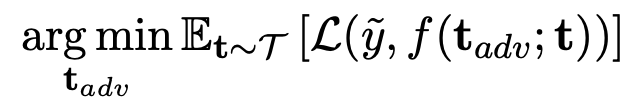 arg min 𝔼_{𝐭∼𝒯} [ℒ(ỹ, f(𝐭_{adv}; 𝐭))]
𝐭_{adv}